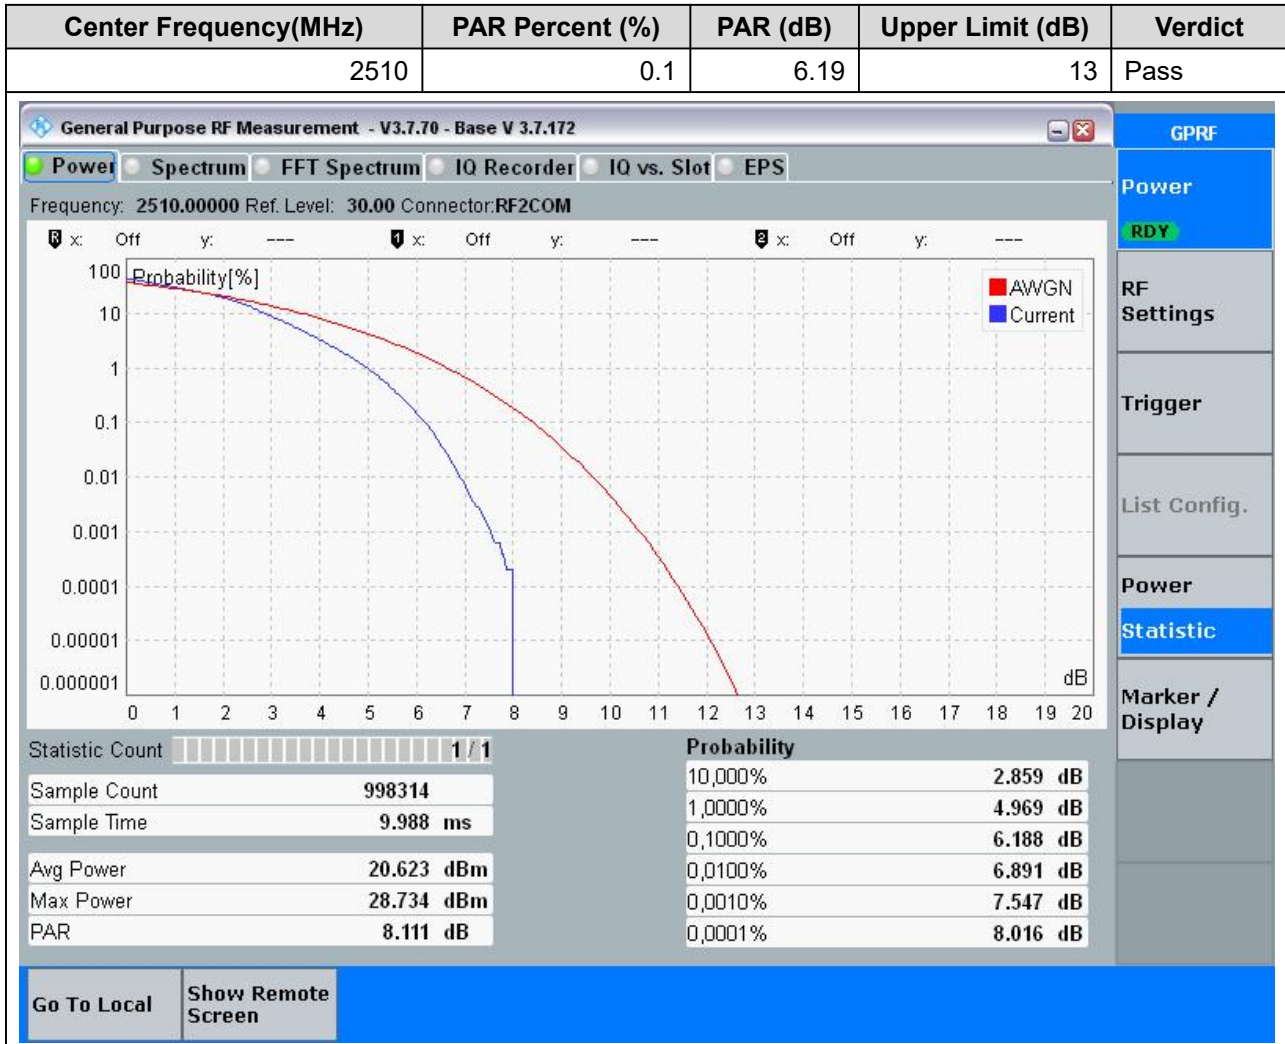 Center Frequency(MHz) PAR Percent (%) PAR (dB) Upper Limit (dB) Verdict
2510 0.1 6.19 13 Pass
General Purpose RF Measurement - V3.7.70 - Base V 3.7.172
GPRF
Power Spectrum FFT Spectrum IQ Recorder IQ vs. Slot EPS
Power
RDY
Frequency: 2510.00000 Ref. Level: 30.00 Connector:RF2COM
R x: Off y: --- 1 x: Off y: --- 2 x: Off y: ---
Probability[%]
100
10
1
0.1
0.01
0.001
0.0001
0.00001
0.000001
AWGN
Current
dB
0 1 2 3 4 5 6 7 8 9 10 11 12 13 14 15 16 17 18 19 20
RF
Settings
Trigger
List Config.
Power
Statistic
Marker /
Display
Statistic Count 1 / 1
Sample Count 998314
Sample Time 9.988 ms
Avg Power 20.623 dBm
Max Power 28.734 dBm
PAR 8.111 dB
Probability
10,000% 2.859 dB
1,0000% 4.969 dB
0,1000% 6.188 dB
0,0100% 6.891 dB
0,0010% 7.547 dB
0,0001% 8.016 dB
Go To Local
Show Remote
Screen